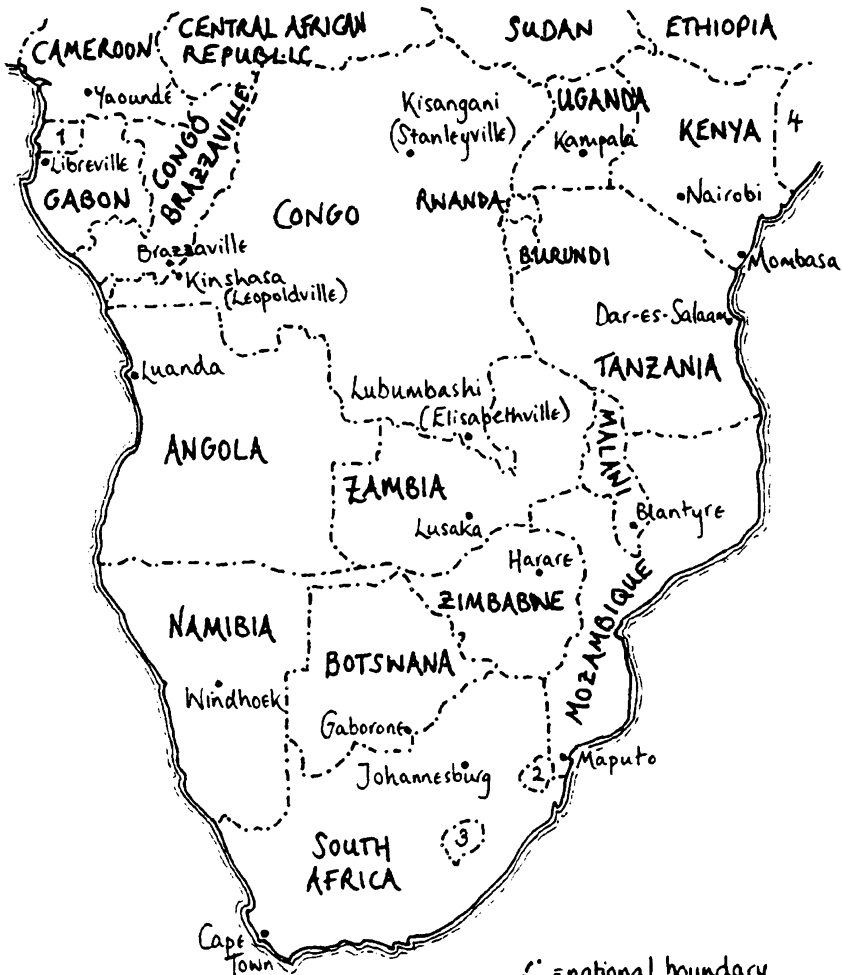 CENTRAL AFRICAN
REPUBLIC
SUDAN
ETHIOPIA
CAMEROON
Yaoundé
CONGO
BRAZZAVILLE
Kisangani
(Stanleyville)
UGANDA
Kampala
KENYA
4
1
Libreville
GABON
CONGO
RWANDA
Nairobi
BURUNDI
Mombasa
Brazzaville
Kinshasa
(Leopoldville)
Dar-es-Salaam
TANZANIA
Luanda
Lubumbashi
(Elisabethville)
MALAWI
ANGOLA
ZAMBIA
Lusaka
Blantyre
Harare
ZIMBABWE
MOZAMBIQUE
NAMIBIA
BOTSWANA
Windhoek
Gaborone
Johannesburg
2
Maputo
3
SOUTH
AFRICA
Cape
Town
= national boundary